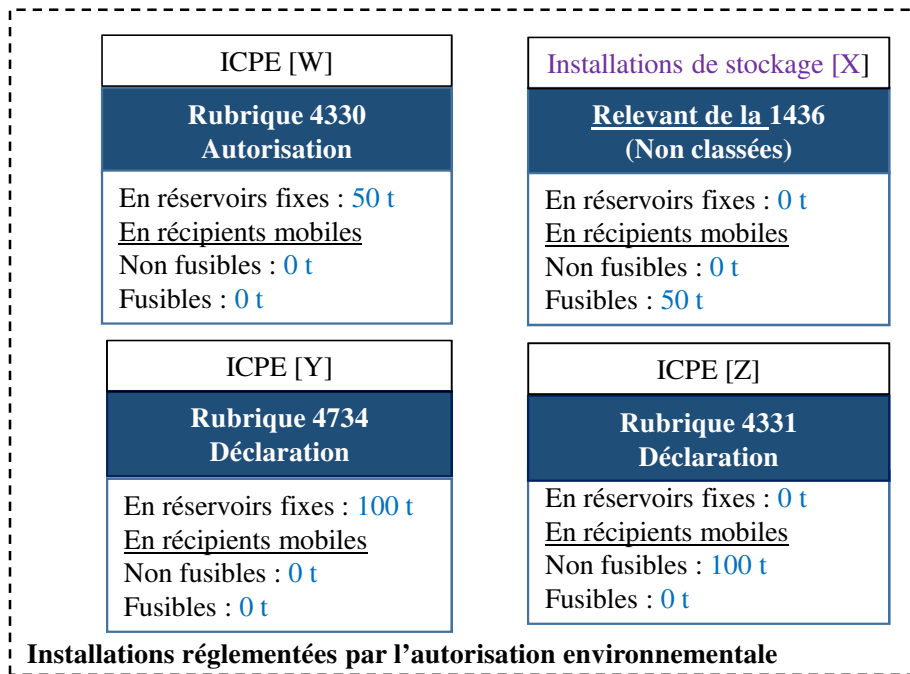 ICPE [W]
Rubrique 4330
Autorisation
En réservoirs fixes : 50 t
En récipients mobiles
Non fusibles : 0 t
Fusibles : 0 t
Installations de stockage [X]
Relevant de la 1436
(Non classées)
En réservoirs fixes : 0 t
En récipients mobiles
Non fusibles : 0 t
Fusibles : 50 t
ICPE [Y]
Rubrique 4734
Déclaration
En réservoirs fixes : 100 t
En récipients mobiles
Non fusibles : 0 t
Fusibles : 0 t
ICPE [Z]
Rubrique 4331
Déclaration
En réservoirs fixes : 0 t
En récipients mobiles
Non fusibles : 100 t
Fusibles : 0 t
Installations réglementées par l’autorisation environnementale